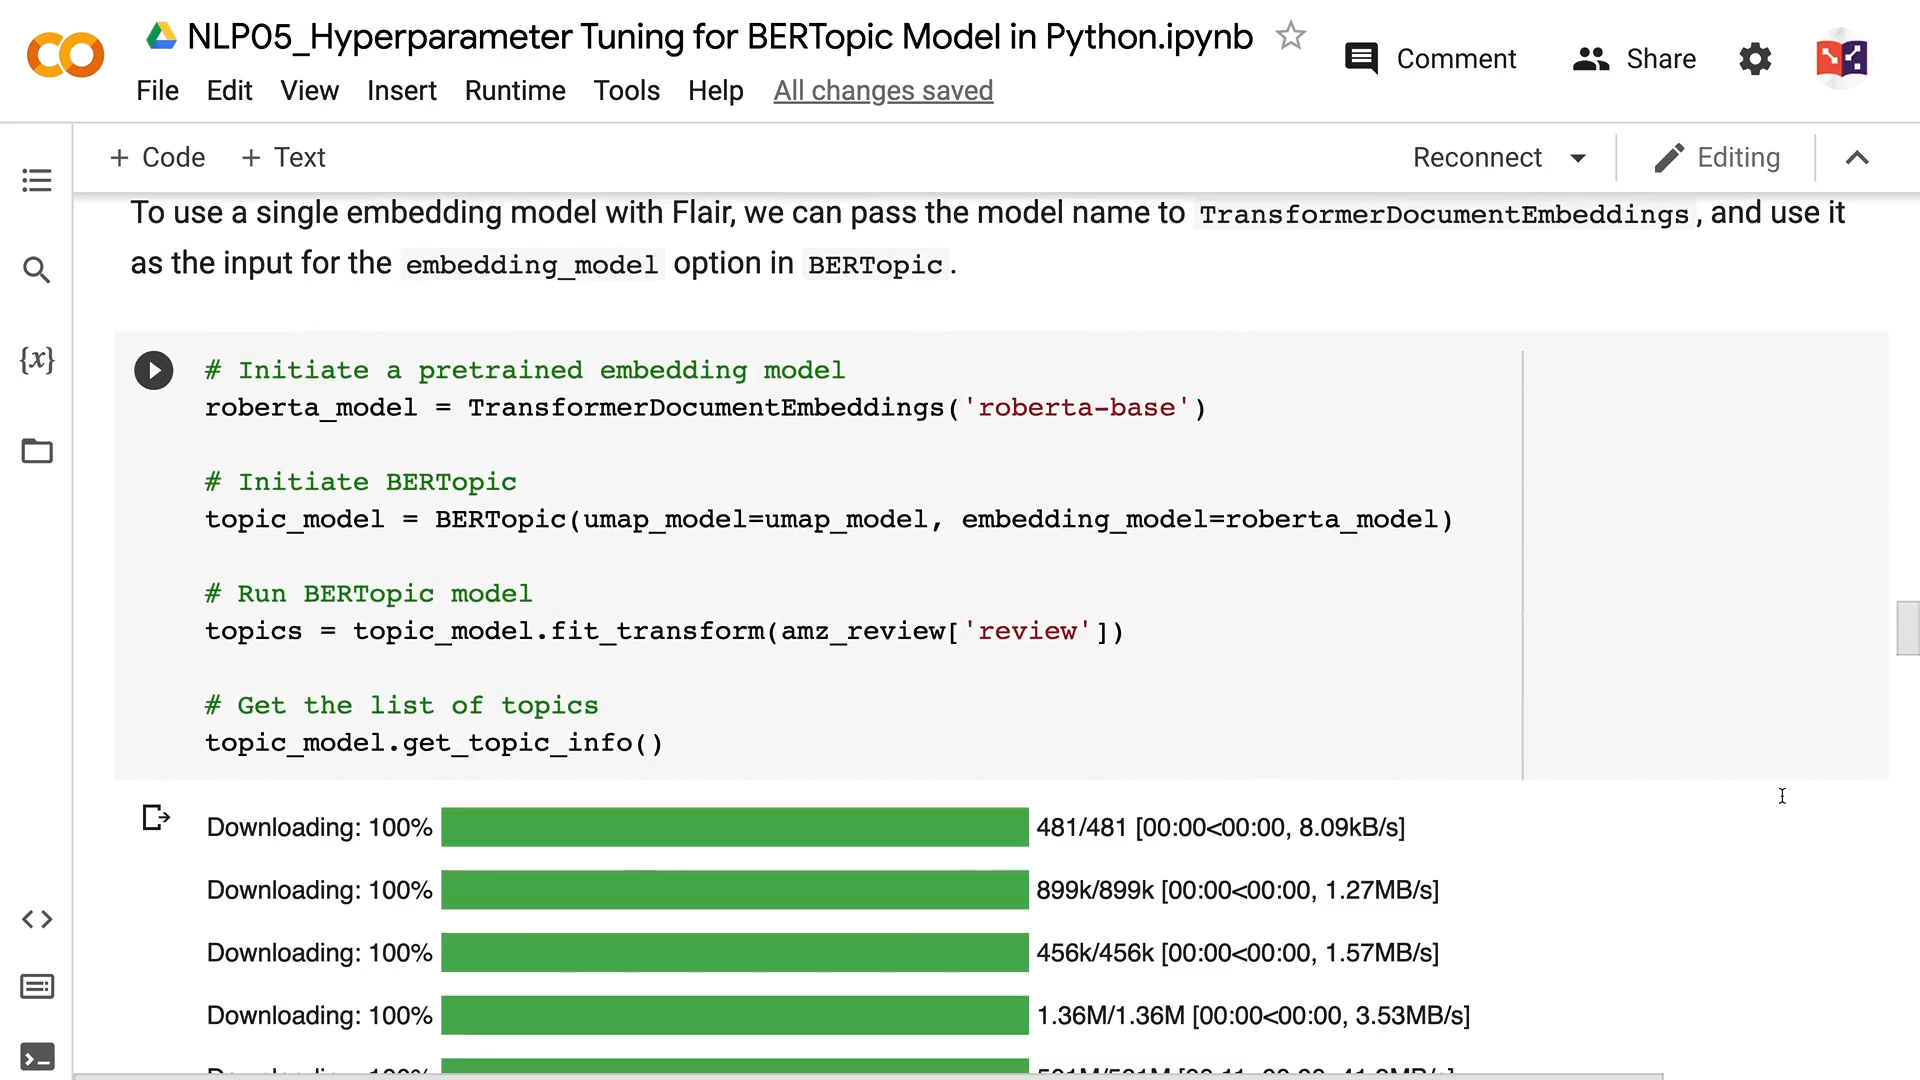 NLP05_Hyperparameter Tuning for BERTopic Model in Python.ipynb
Comment
Share
File Edit View Insert Runtime Tools Help All changes saved
+ Code + Text
Reconnect
Editing
To use a single embedding model with Flair, we can pass the model name to TransformerDocumentEmbeddings, and use it
as the input for the embedding_model option in BERTopic.
{x}
# Initiate a pretrained embedding model
roberta_model = TransformerDocumentEmbeddings('roberta-base')
# Initiate BERTopic
topic_model = BERTopic(umap_model=umap_model, embedding_model=roberta_model)
# Run BERTopic model
topics = topic_model.fit_transform(amz_review['review'])
# Get the list of topics
topic_model.get_topic_info()
Downloading: 100% 481/481 [00:00<00:00, 8.09kB/s]
Downloading: 100% 899k/899k [00:00<00:00, 1.27MB/s]
Downloading: 100% 456k/456k [00:00<00:00, 1.57MB/s]
Downloading: 100% 1.36M/1.36M [00:00<00:00, 3.53MB/s]